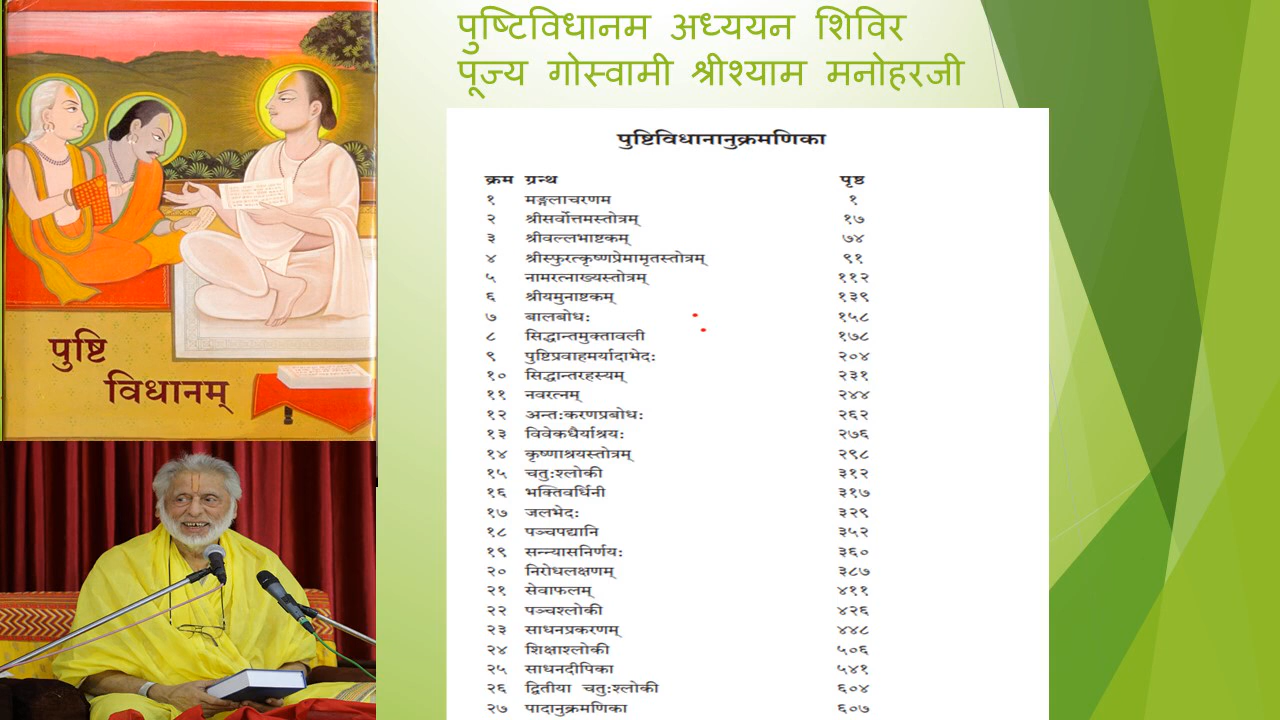 पुष्टिविधानम अध्ययन शिविर
पूज्य गोस्वामी श्रीश्याम मनोहरजी
पुष्टि
विधानम्
पुष्टिविधानानुक्रमणिका
क्रम ग्रन्थ पृष्ठ
१ मङ्गलाचरणम १
२ श्रीसर्वोत्तमस्तोत्रम् १७
३ श्रीवल्लभाष्टकम् ७४
४ श्रीस्फुरत्कृष्णप्रेमामृतस्तोत्रम् ९१
५ नामरत्नाख्यस्तोत्रम् ११२
६ श्रीयमुनाष्टकम् १३९
७ बालबोधः १५८
८ सिद्धान्तमुक्तावली १७८
९ पुष्टिप्रवाहमर्यादाभेदः २०४
१० सिद्धान्तरहस्यम् २३१
११ नवरत्नम् २४४
१२ अन्तःकरणप्रबोधः २६२
१३ विवेकधैर्याश्रयः २७६
१४ कृष्णाश्रयस्तोत्रम् २९८
१५ चतुःश्लोकी ३१२
१६ भक्तिवर्धिनी ३१७
१७ जलभेदः ३२९
१८ पञ्चपद्यानि ३५२
१९ सन्न्यासनिर्णयः ३६०
२० निरोधलक्षणम् ३८७
२१ सेवाफलम् ४११
२२ पञ्चश्लोकी ४२६
२३ साधनप्रकरणम् ४४८
२४ शिक्षाश्लोकी ५०६
२५ साधनदीपिका ५४१
२६ द्वितीया चतुःश्लोकी ६०४
२७ पादानुक्रमणिका ६०७